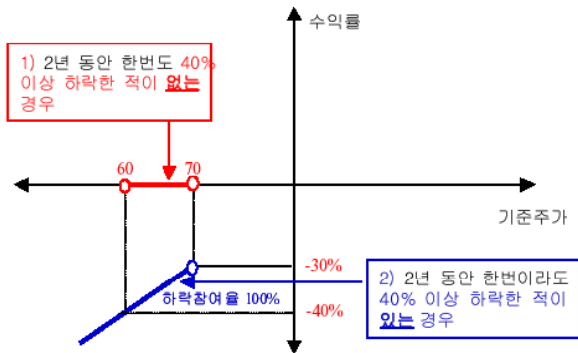 수익률
1) 2년 동안 한번도 40%
이상 하락한 적이 없는
경우
60
70
기준주가
-30%
하락참여율 100%
-40%
2) 2년 동안 한번이라도
40% 이상 하락한 적이
있는 경우